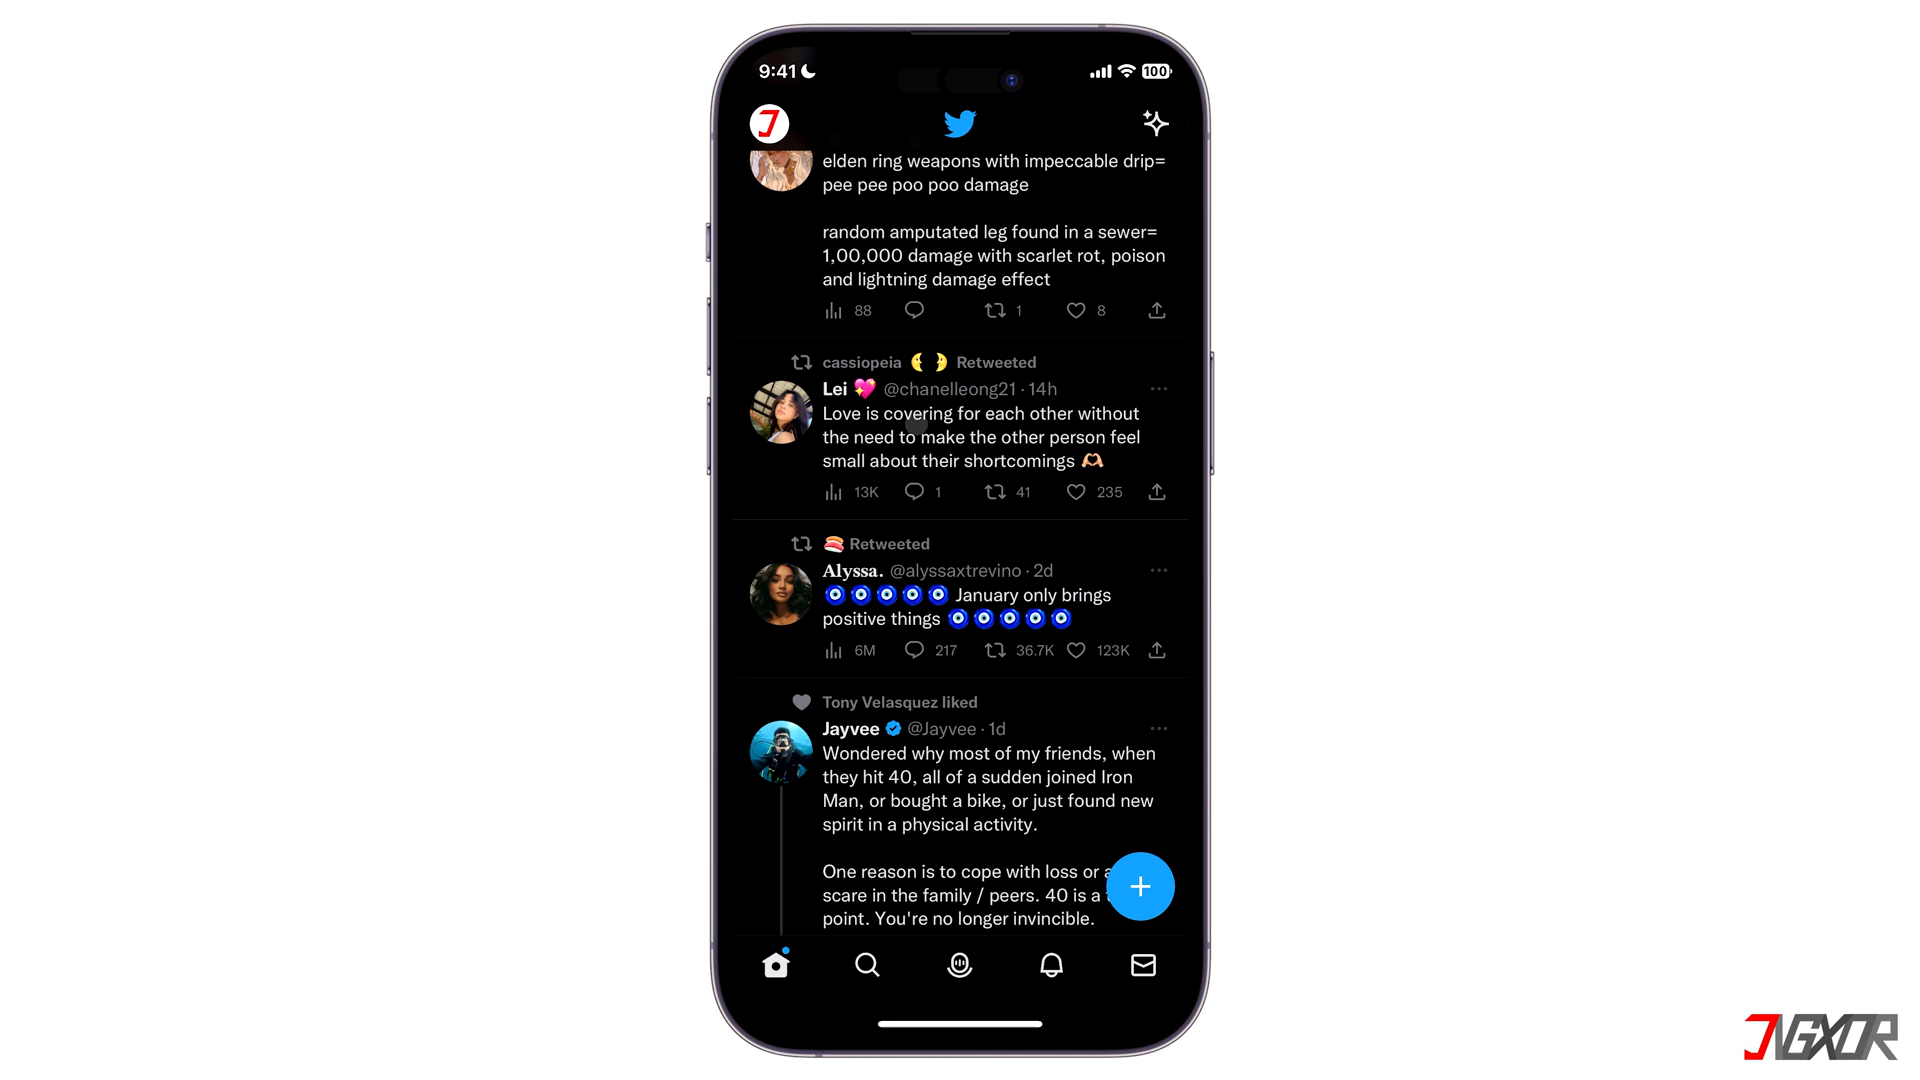 9:41
100
elden ring weapons with impeccable drip=
pee pee poo poo damage
random amputated leg found in a sewer=
1,00,000 damage with scarlet rot, poison
and lightning damage effect
88 1 8
cassiopeia 🌜🌛 Retweeted
Lei 💖 @chanelleong21 · 14h
Love is covering for each other without
the need to make the other person feel
small about their shortcomings 🫶🏼
13K 1 41 235
🍣 Retweeted
Alyssa. @alyssaxtrevino · 2d
🧿🧿🧿🧿🧿 January only brings
positive things 🧿🧿🧿🧿🧿
6M 217 36.7K 123K
Tony Velasquez liked
Jayvee @Jayvee · 1d
Wondered why most of my friends, when
they hit 40, all of a sudden joined Iron
Man, or bought a bike, or just found new
spirit in a physical activity.
One reason is to cope with loss or
scare in the family / peers. 40 is a
point. You're no longer invincible.
JVGXOR